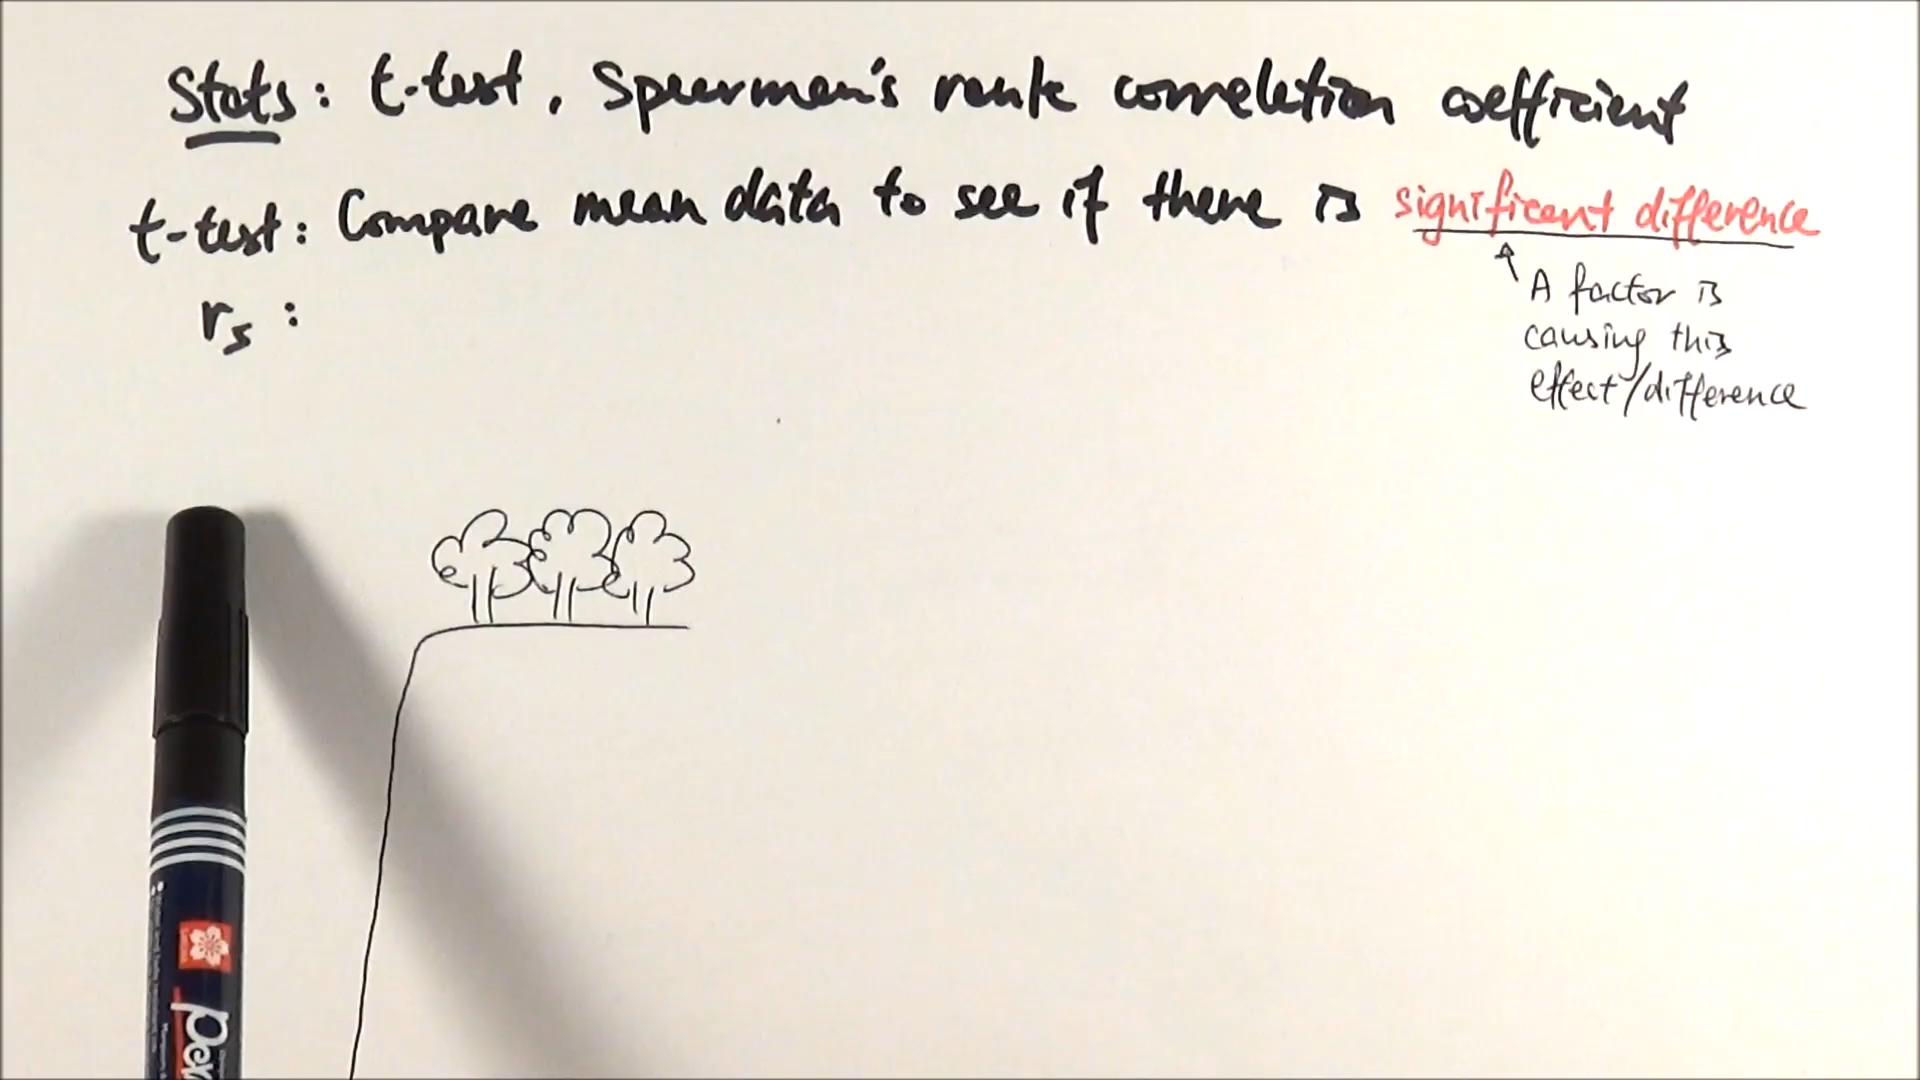 Stats: t-test, Spearman's rank correlation coefficient
t-test: Compare mean data to see if there is significant difference
A factor is
causing this
effect/difference
rs:
Pen